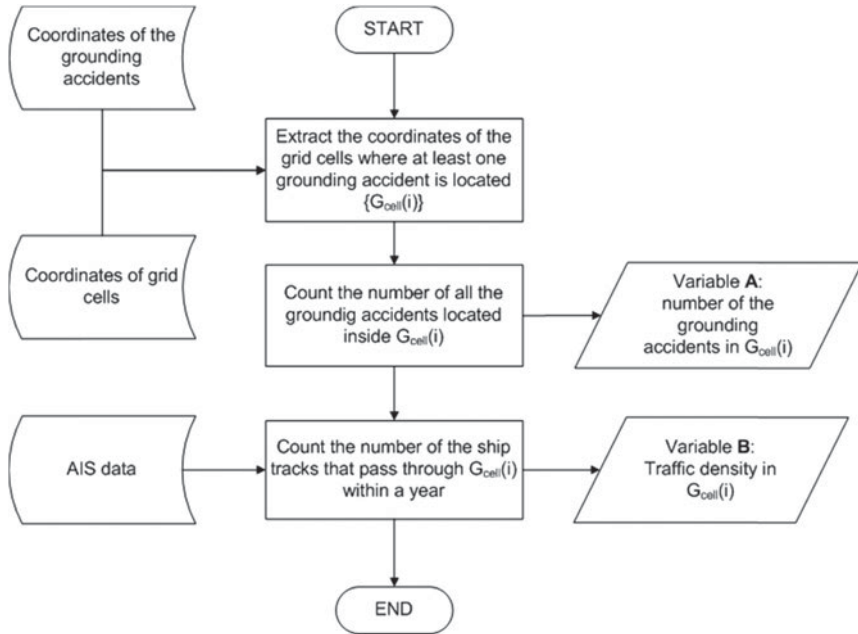 Coordinates of the
grounding
accidents
START
Extract the coordinates of the
grid cells where at least one
grounding accident is located
{Gcell(i)}
Coordinates of grid
cells
Count the number of all the
groundig accidents located
inside Gcell(i)
Variable A:
number of the
grounding
accidents in Gcell(i)
AIS data
Count the number of the ship
tracks that pass through Gcell(i)
within a year
Variable B:
Traffic density in
Gcell(i)
END